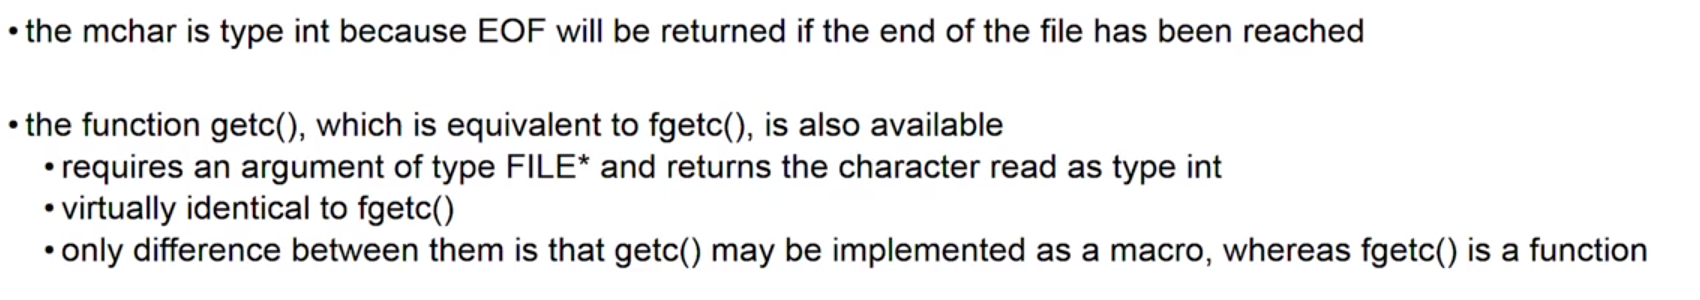 • the mchar is type int because EOF will be returned if the end of the file has been reached
• the function getc(), which is equivalent to fgetc(), is also available
• requires an argument of type FILE* and returns the character read as type int
• virtually identical to fgetc()
• only difference between them is that getc() may be implemented as a macro, whereas fgetc() is a function